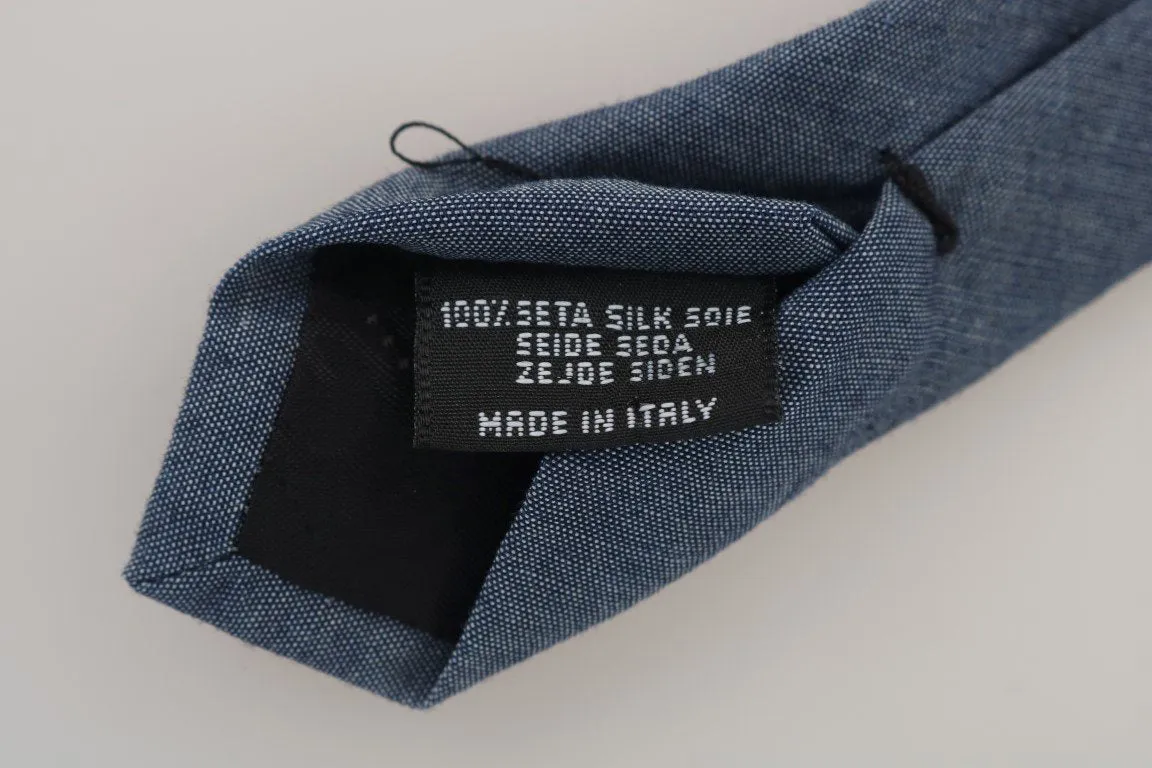 100% SETA SILK SOIE
SEIDE SEDA
ZEJDE SIDEN
MADE IN ITALY